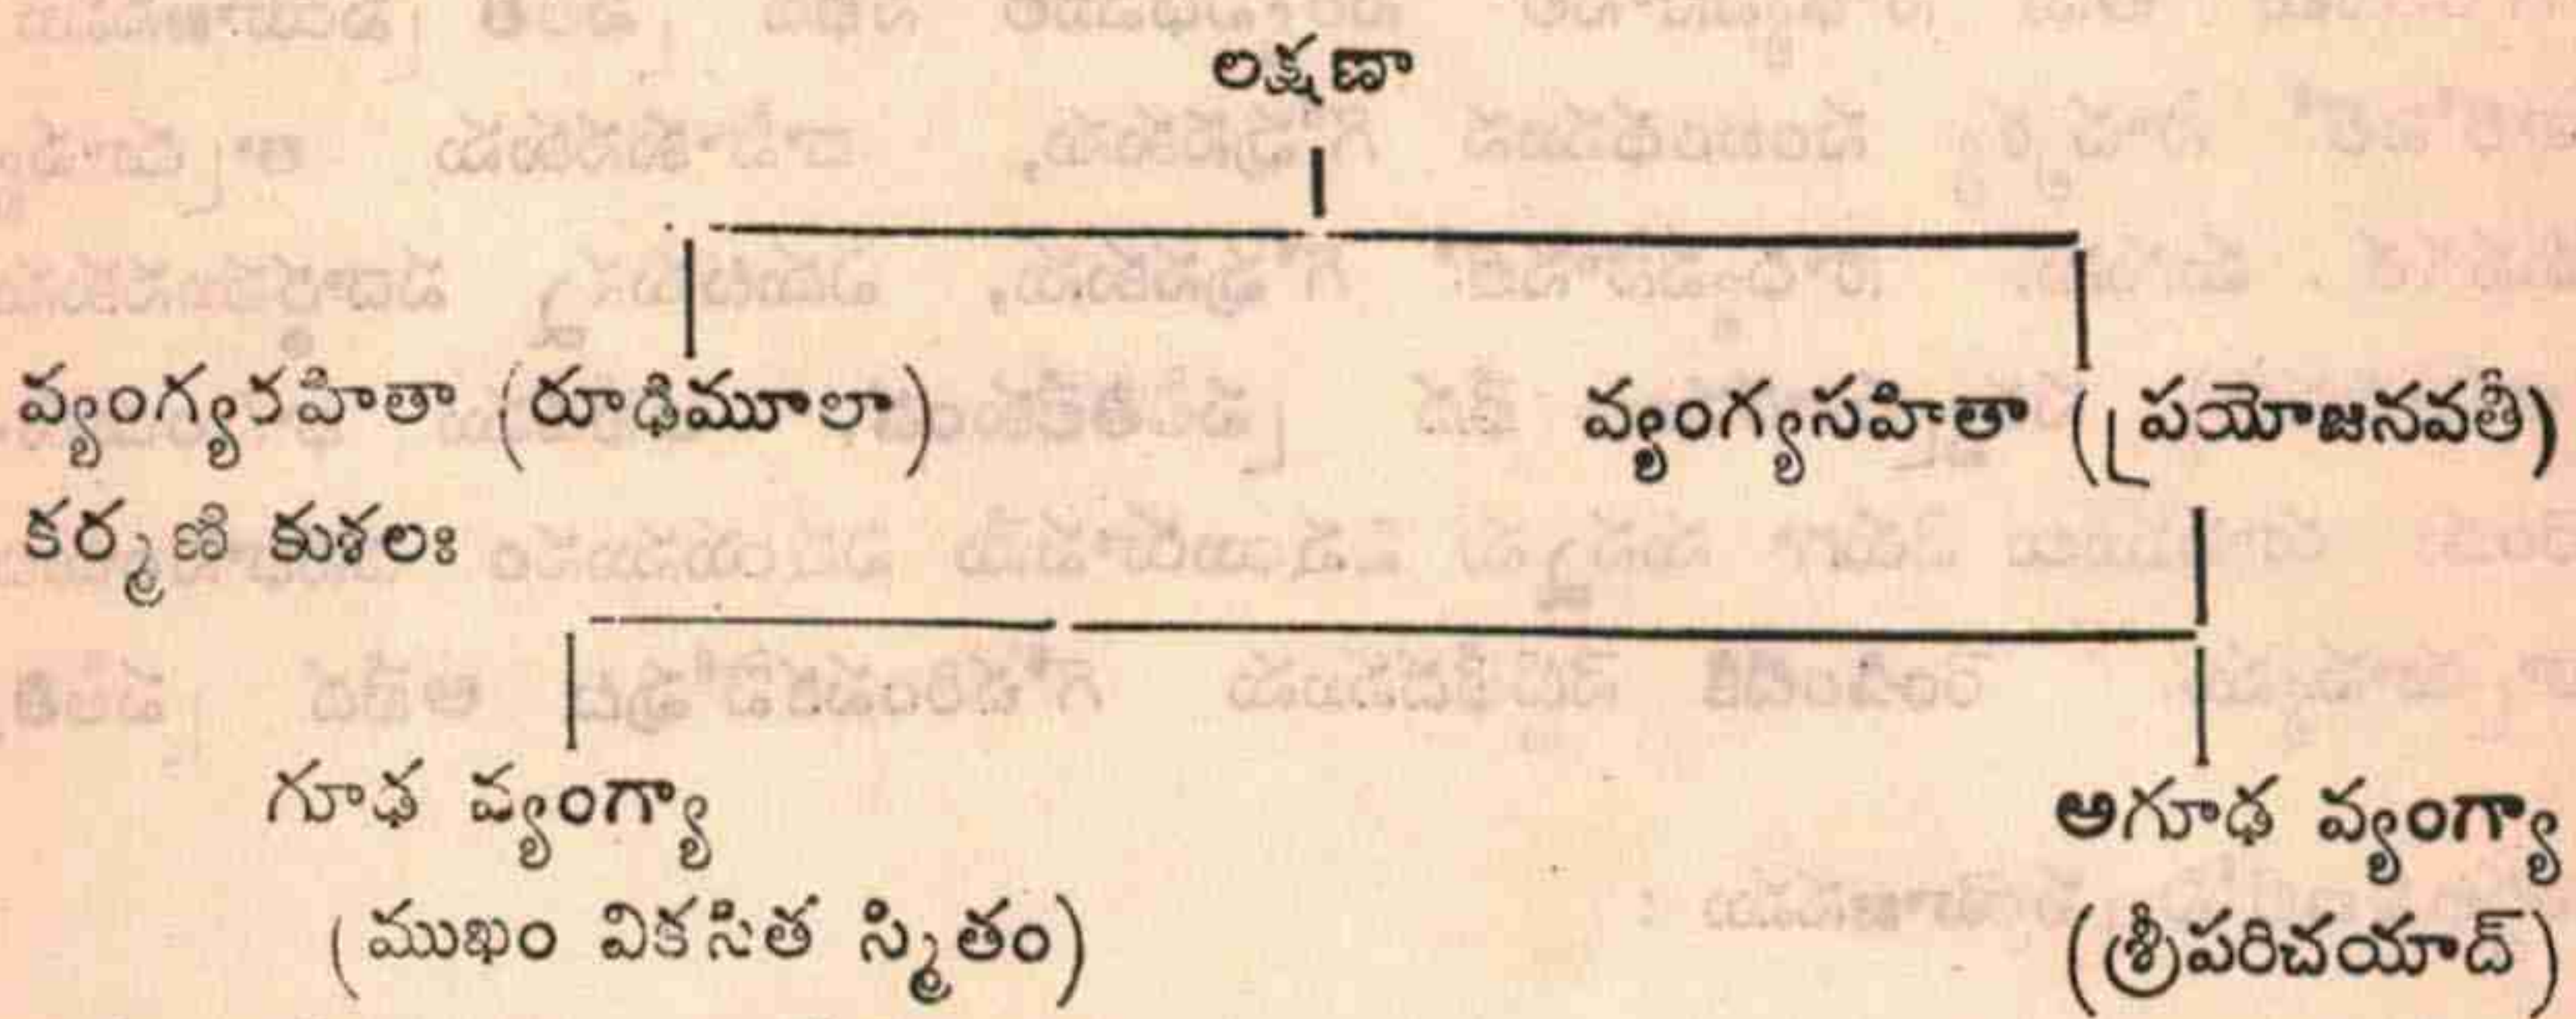 లక్షణా
వ్యంగ్యరహితా (రూఢిమూలా) వ్యంగ్యసహితా (ప్రయోజనవతీ)
కర్మణి కుశలః
గూఢ వ్యంగ్యా అగూఢ వ్యంగ్యా
(ముఖం వికసిత స్మితం) (శ్రీపరిచయాద్)